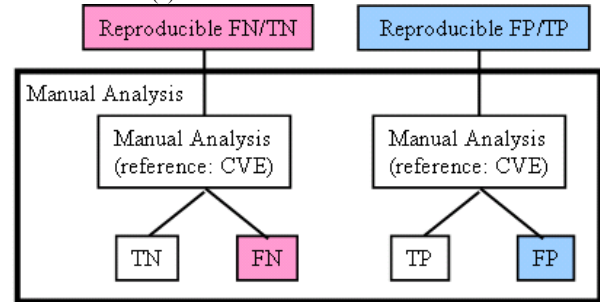 Reproducible FN/TN
Reproducible FP/TP
Manual Analysis
Manual Analysis
(reference: CVE)
Manual Analysis
(reference: CVE)
TN
FN
TP
FP